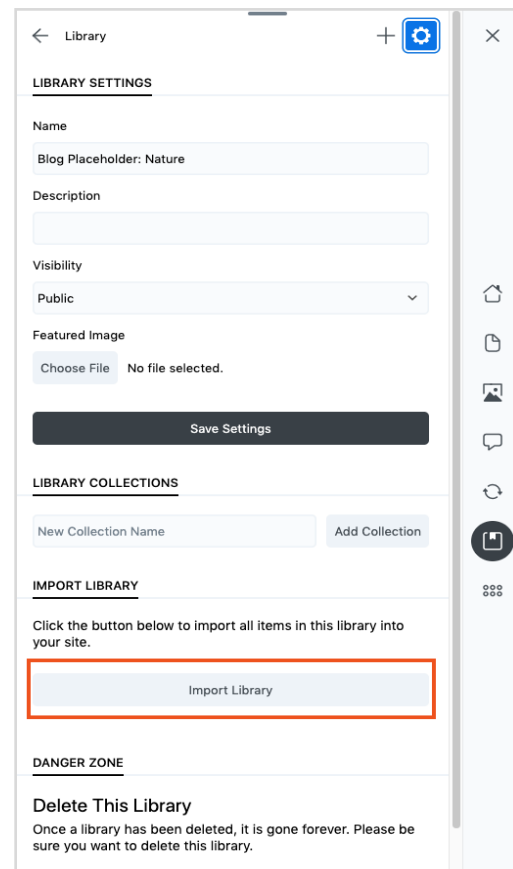 Library
LIBRARY SETTINGS
Name
Blog Placeholder: Nature
Description
Visibility
Public
Featured Image
Choose File No file selected.
Save Settings
LIBRARY COLLECTIONS
New Collection Name Add Collection
IMPORT LIBRARY
Click the button below to import all items in this library into
your site.
Import Library
DANGER ZONE
Delete This Library
Once a library has been deleted, it is gone forever. Please be
sure you want to delete this library.